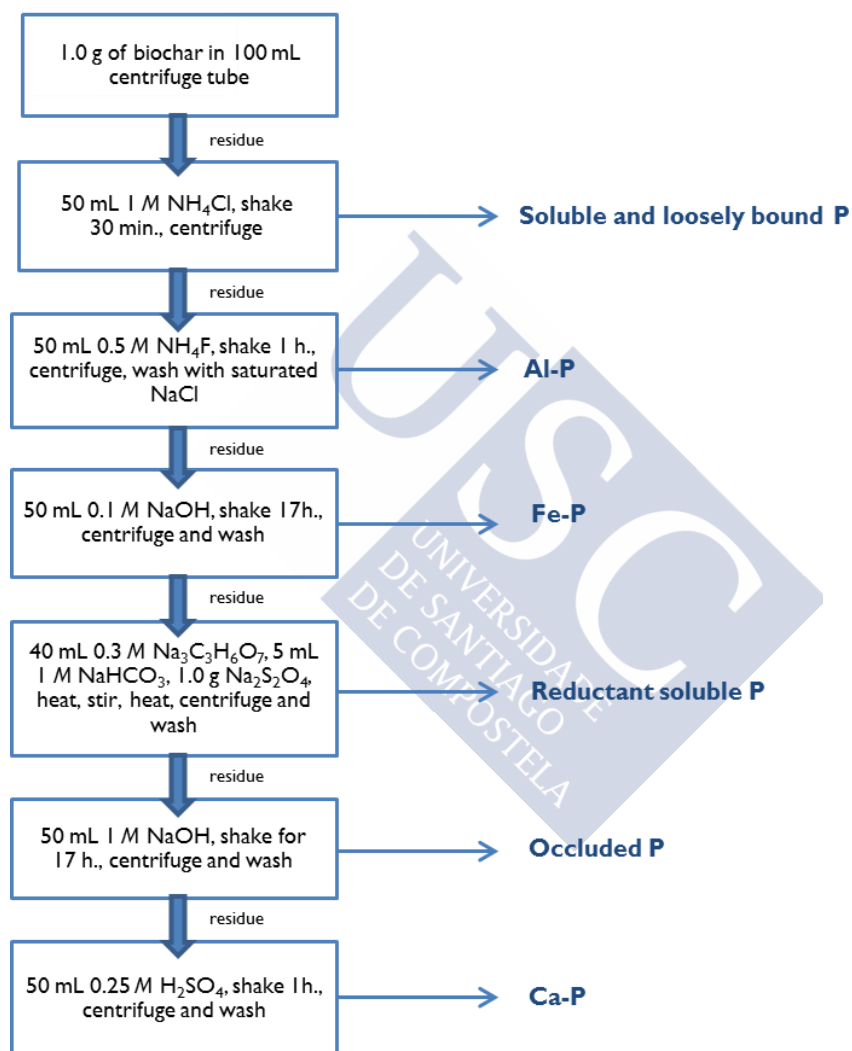 1.0 g of biochar in 100 mL
centrifuge tube
residue
50 mL 1 M NH₄Cl, shake
30 min., centrifuge
Soluble and loosely bound P
residue
50 mL 0.5 M NH₄F, shake 1 h.,
centrifuge, wash with saturated
NaCl
Al-P
residue
50 mL 0.1 M NaOH, shake 17h.,
centrifuge and wash
Fe-P
residue
40 mL 0.3 M Na₃C₃H₆O₇, 5 mL
1 M NaHCO₃, 1.0 g Na₂S₂O₄,
heat, stir, heat, centrifuge and
wash
Reductant soluble P
residue
50 mL 1 M NaOH, shake for
17 h., centrifuge and wash
Occluded P
residue
50 mL 0.25 M H₂SO₄, shake 1h.,
centrifuge and wash
Ca-P
USC
UNIVERSIDADE
DE SANTIAGO
DE COMPOSTELA